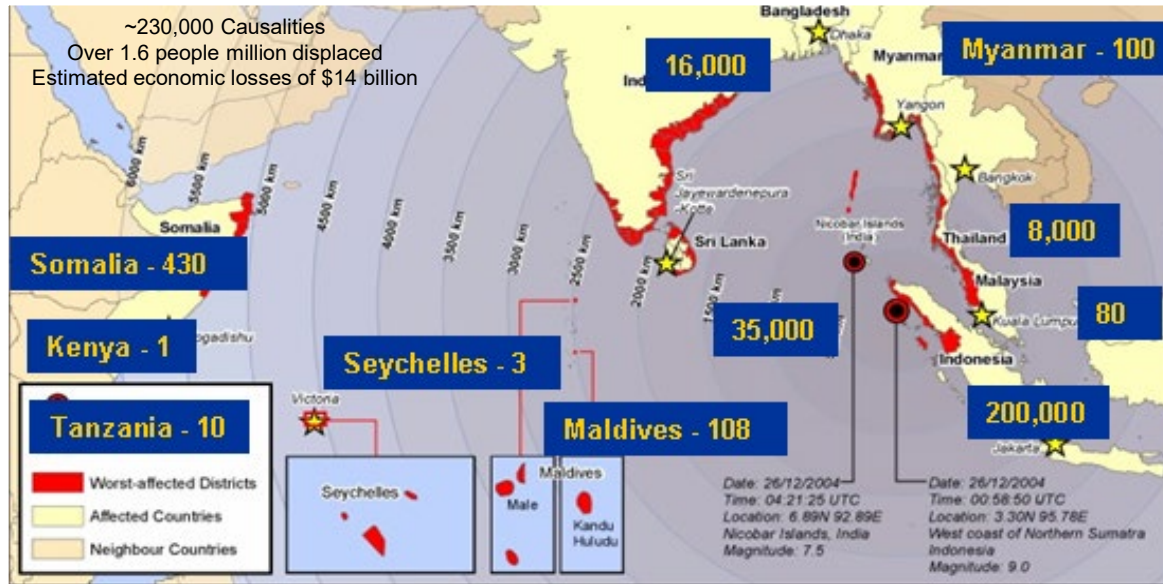 ~230,000 Causalities
Over 1.6 people million displaced
Estimated economic losses of $14 billion
Bangladesh
Dhaka
16,000
Myanmar
Myanmar - 100
Ind
Yangon
6000 km
5500 km
5000 km
4500 km
4000 km
3500 km
3000 km
2500 km
2000 km
1500 km
Sri
Jayewardenepura
-Kotte
Bangkok
Somalia
Sri Lanka
Nicobar Islands
(India)
8,000
Thailand
Somalia - 430
Malaysia
35,000
Kuala Lumpu
80
ogadishu
Kenya - 1
Seychelles - 3
Indonesia
Victoria
Tanzania - 10
Maldives - 108
200,000
Jakarta
Worst-affected Districts
Affected Countries
Neighbour Countries
Seychelles
Maldives
Male
Kandu
Huludu
Date: 26/12/2004
Time: 04:21:25 UTC
Location: 6.89N 92.89E
Nicobar Islands, India
Magnitude: 7.5
Date: 26/12/2004
Time: 00:58:50 UTC
Location: 3.30N 95.78E
West coast of Northern Sumatra
Indonesia
Magnitude: 9.0